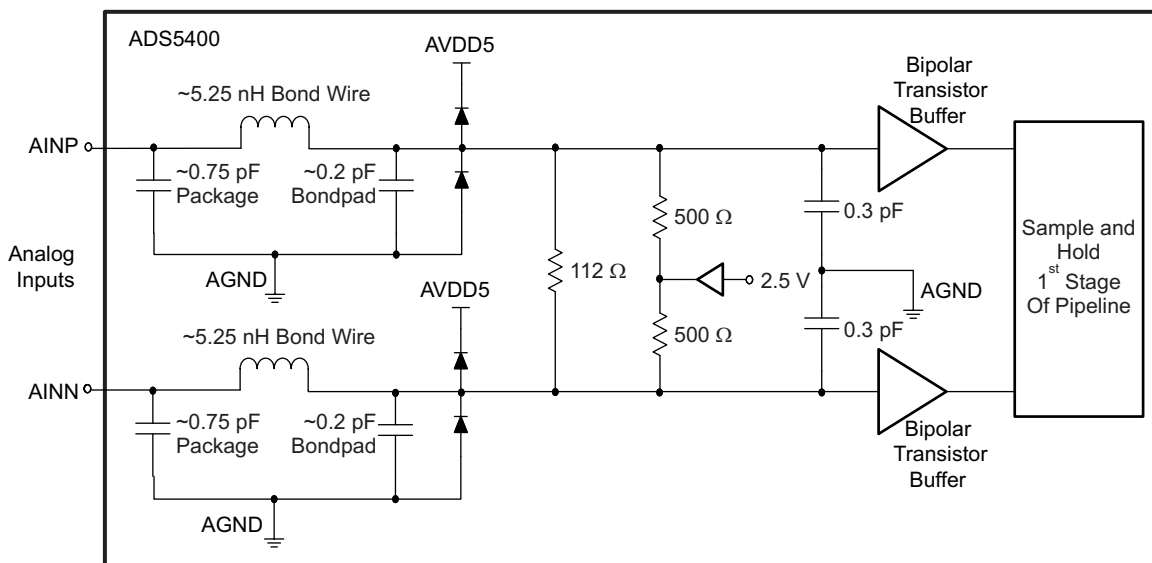 ADS5400
AVDD5
Bipolar
Transistor
Buffer
~5.25 nH Bond Wire
AINP
~0.75 pF
Package
~0.2 pF
Bondpad
500 Ω
0.3 pF
Sample and
Hold
1st Stage
Of Pipeline
Analog
Inputs
AGND
112 Ω
2.5 V
AGND
AVDD5
~5.25 nH Bond Wire
500 Ω
0.3 pF
AINN
~0.75 pF
Package
~0.2 pF
Bondpad
Bipolar
Transistor
Buffer
AGND